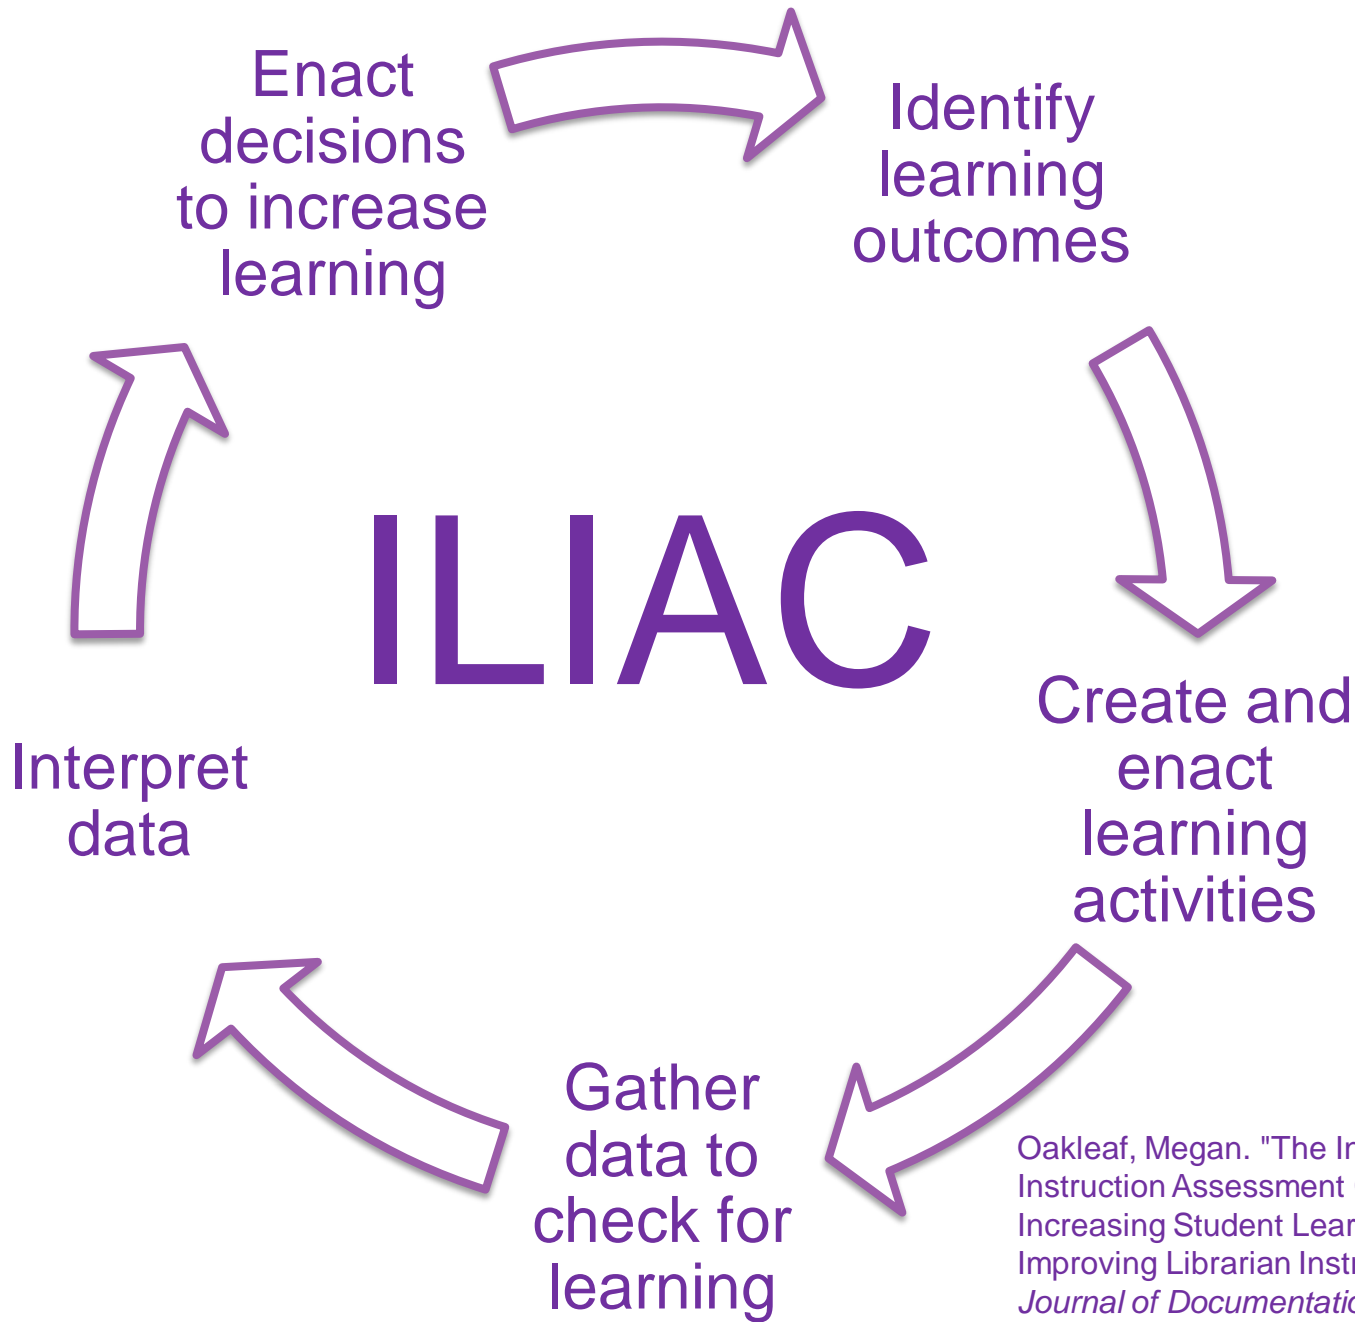 Enact
decisions
to increase
learning
Identify
learning
outcomes
ILIAC
Create and
enact
learning
activities
Interpret
data
Gather
data to
check for
learning
Oakleaf, Megan. "The
Instruction Assessment
Increasing Student
Improving Librarian
Journal of